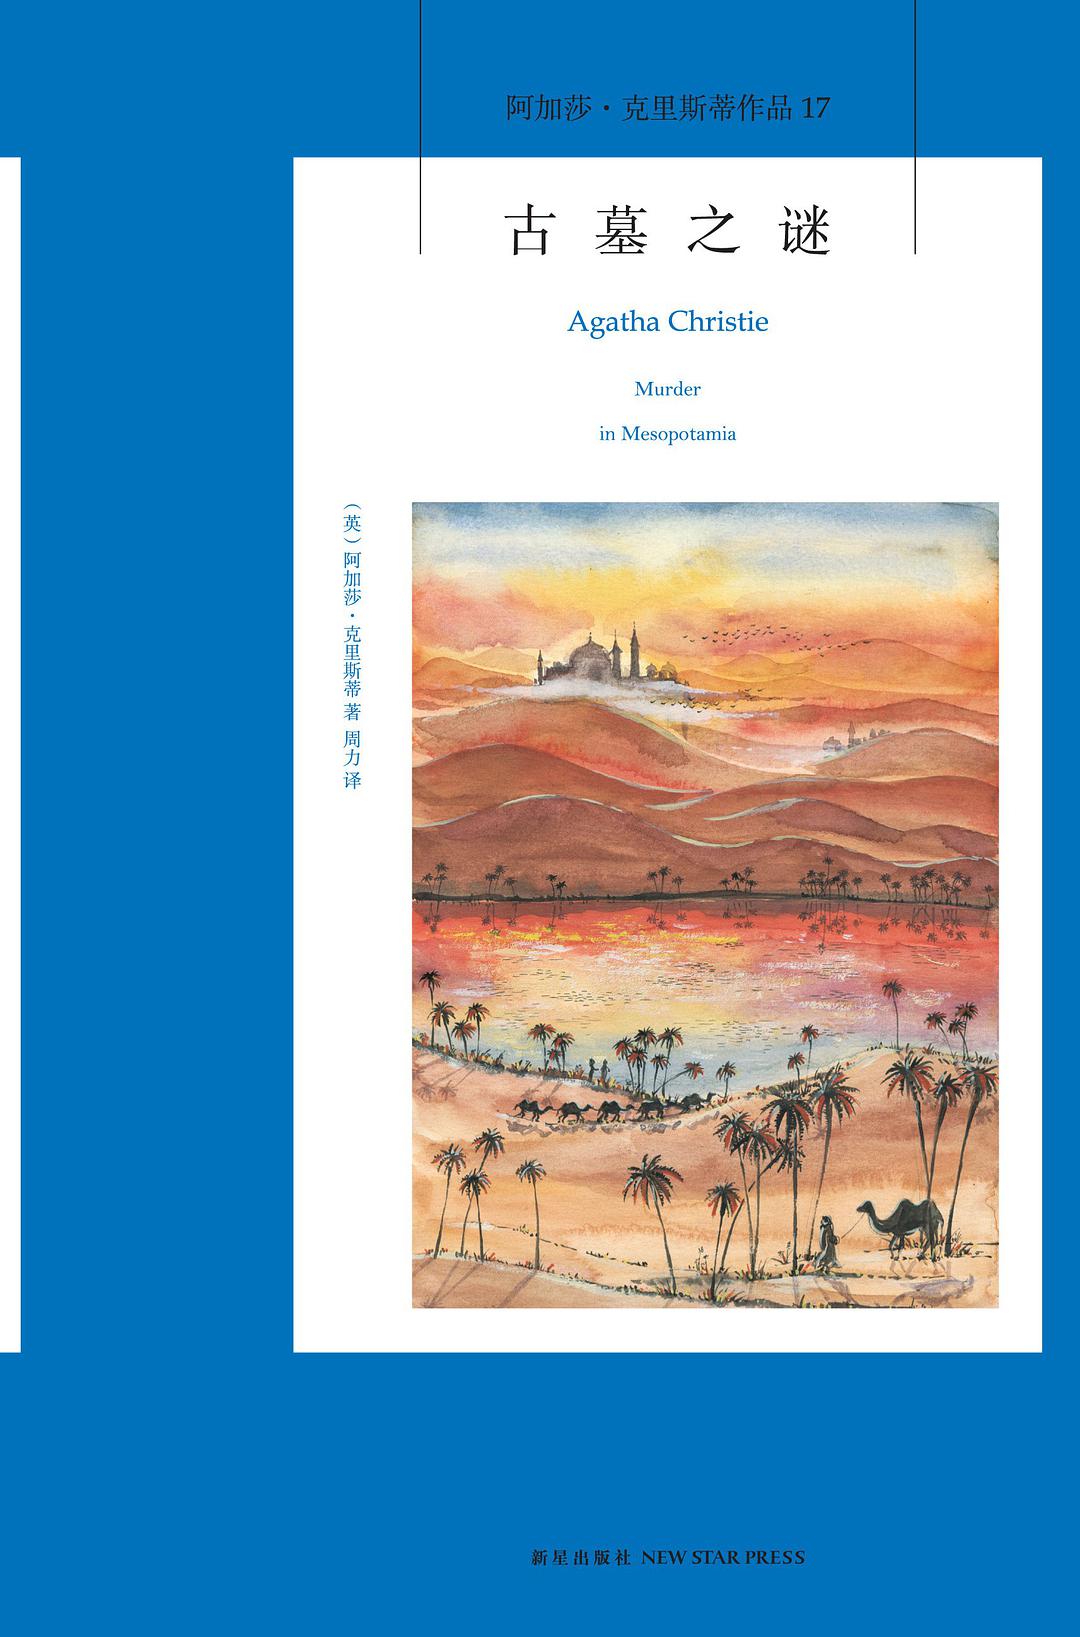 阿加莎·克里斯蒂作品 17
古墓之谜
Agatha Christie
Murder
in Mesopotamia
（英）阿加莎·克里斯蒂 著 周力 译
新星出版社 NEW STAR PRESS